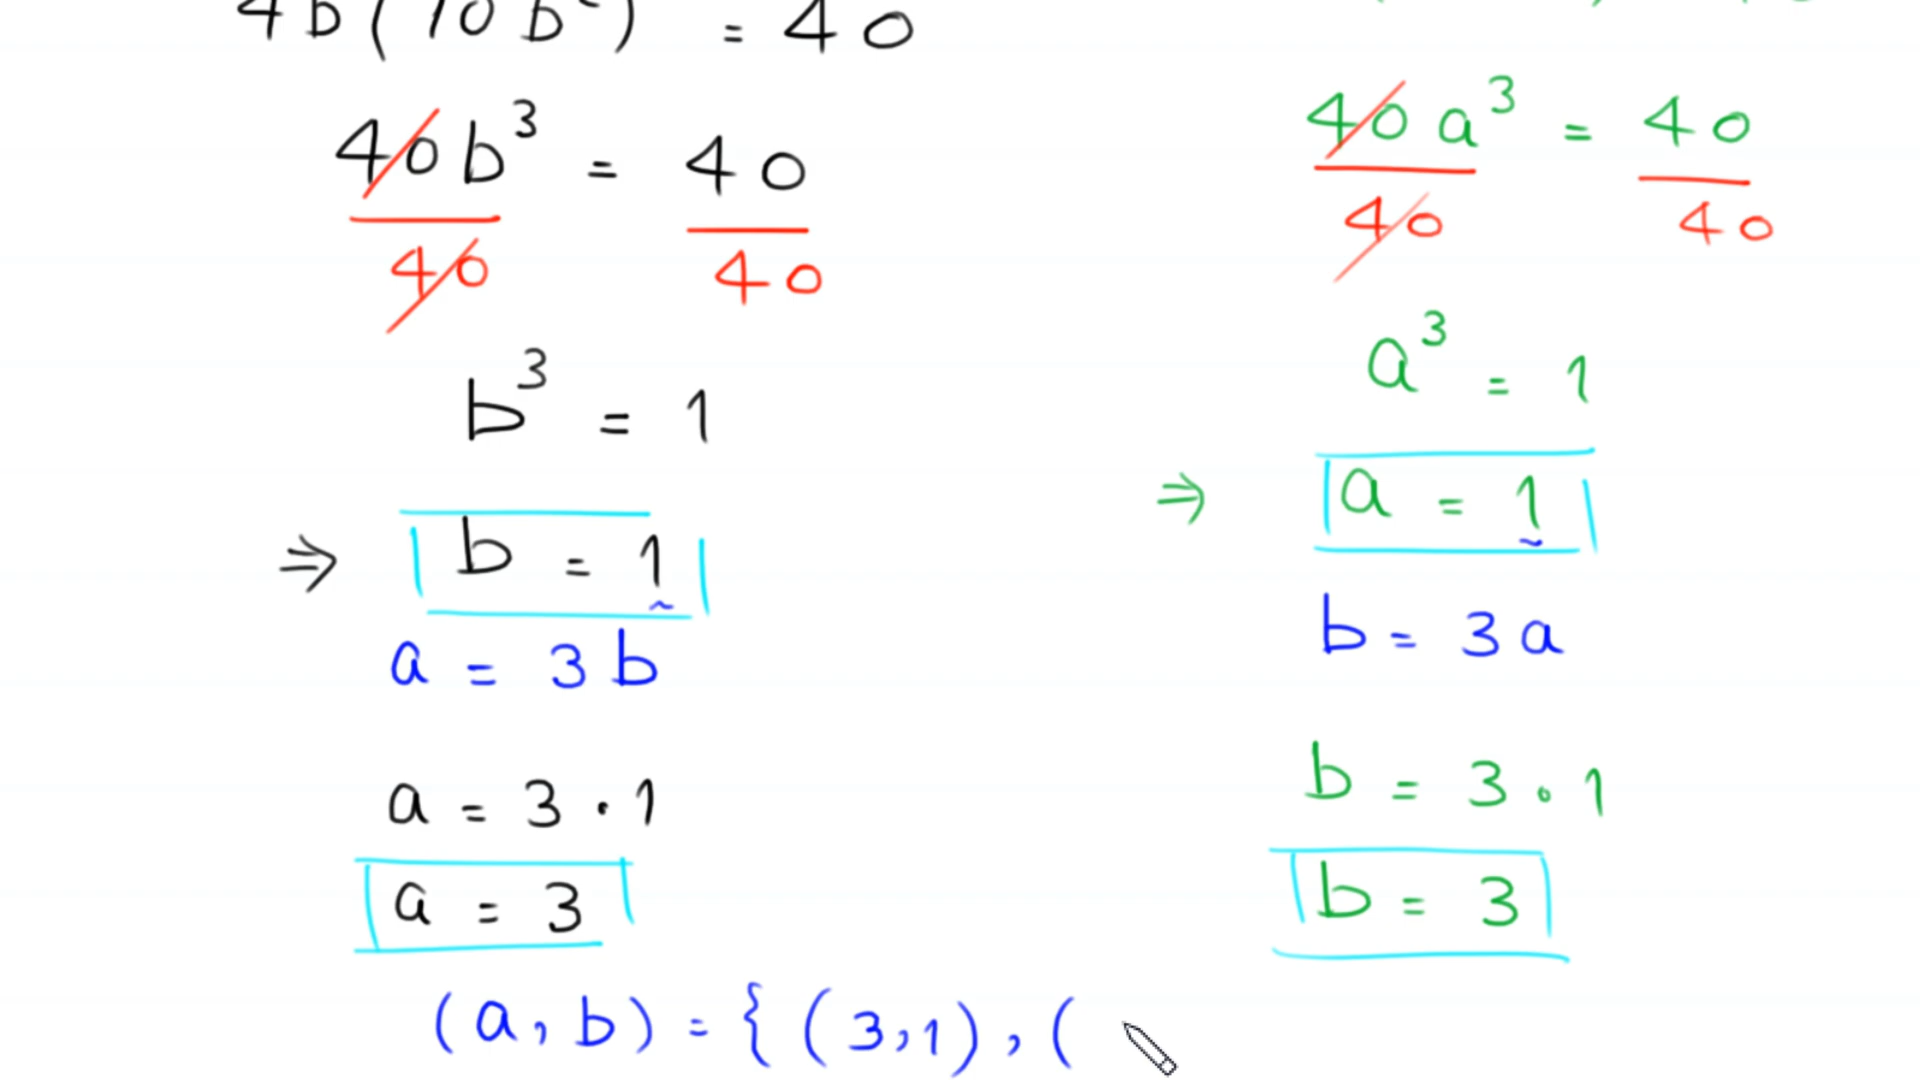 4b(10b²) = 40
40b³ = 40
40 40
b³ = 1
⇒ b = 1
a = 3b
a = 3 · 1
a = 3
40a³ = 40
40 40
a³ = 1
⇒ a = 1
b = 3a
b = 3 · 1
b = 3
(a, b) = { (3,1), (